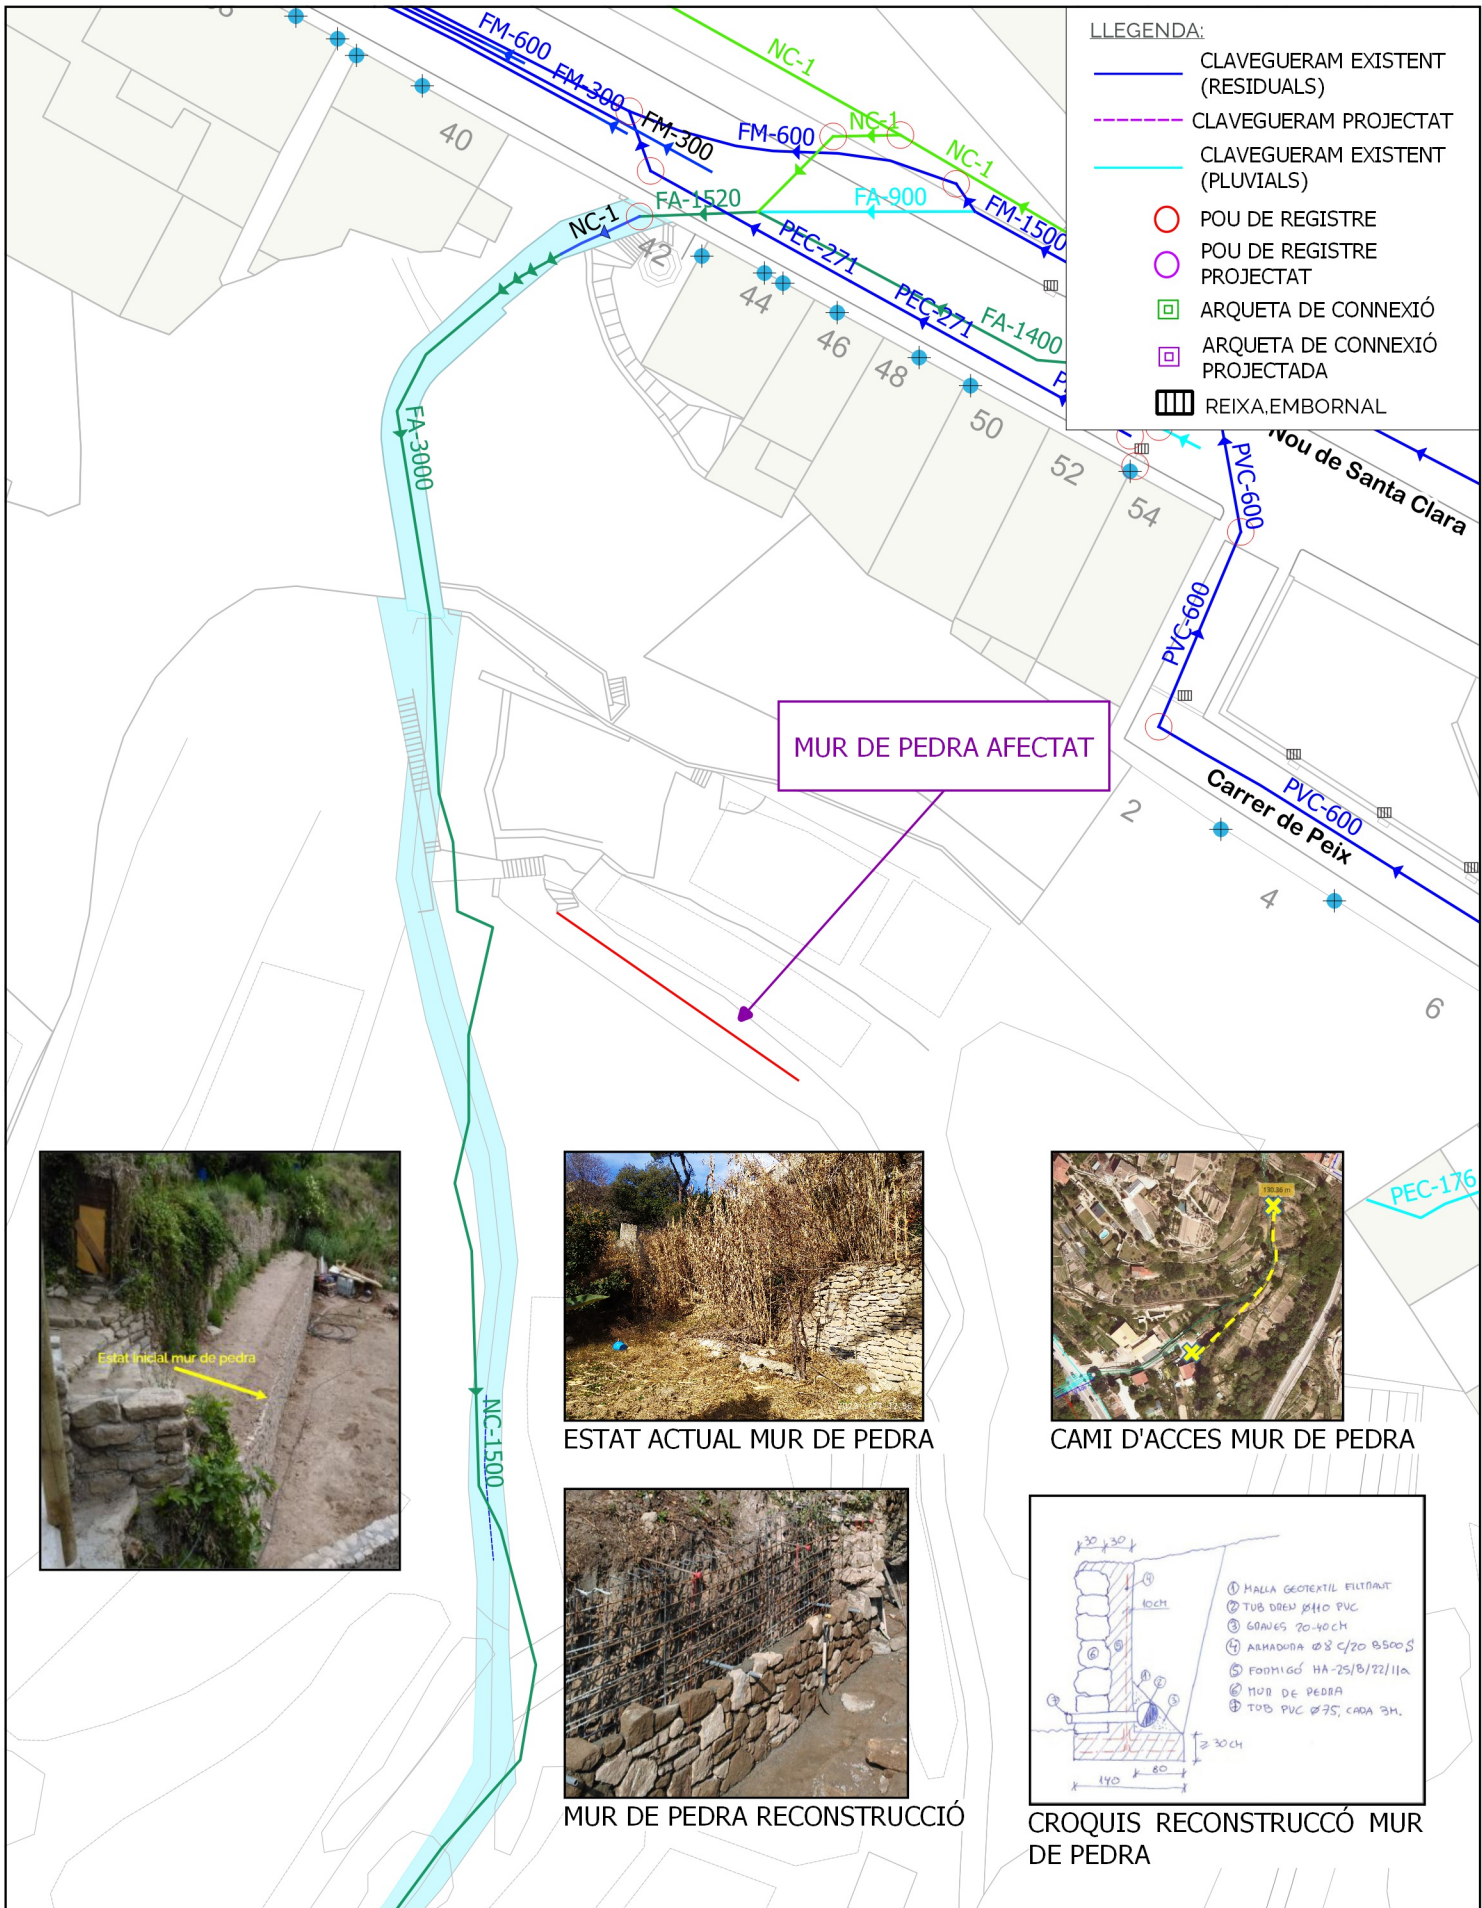 LLEGENDA:
CLAVEGUERAM EXISTENT
(RESIDUALS)
CLAVEGUERAM PROJECTAT
CLAVEGUERAM EXISTENT
(PLUVIALS)
POU DE REGISTRE
POU DE REGISTRE
PROJECTAT
ARQUETA DE CONNEXIÓ
ARQUETA DE CONNEXIÓ
PROJECTADA
REIXA,EMBORNAL
FM-600
FM-300
FM-300
FM-600
NC-1
NC-1
NC-1
FA-900
FM-1500
FA-1520
NC-1
PEC-271
PEC-271
FA-1400
40
42
44
46
48
50
52
54
Nou de Santa Clara
PVC-600
PVC-600
PVC-600
Carrer de Peix
2
4
6
FA-3000
MUR DE PEDRA AFECTAT
PEC-176
NC-1500
Estat inicial mur de pedra
ESTAT ACTUAL MUR DE PEDRA
130.36 m
CAMI D'ACCES MUR DE PEDRA
MUR DE PEDRA RECONSTRUCCIÓ
30 30
10CM
① MALLA GEOTEXTIL FILTRANT
② TUB DREN Ø110 PVC
③ GRAVES 20-40CM
④ ARMADURA Ø8 C/20 B500S
⑤ FORMIGÓ HA-25/B/22/IIa
⑥ MUR DE PEDRA
⑦ TUB PVC Ø75, CADA 3M.
≥30CM
80
140
CROQUIS RECONSTRUCCÓ MUR
DE PEDRA